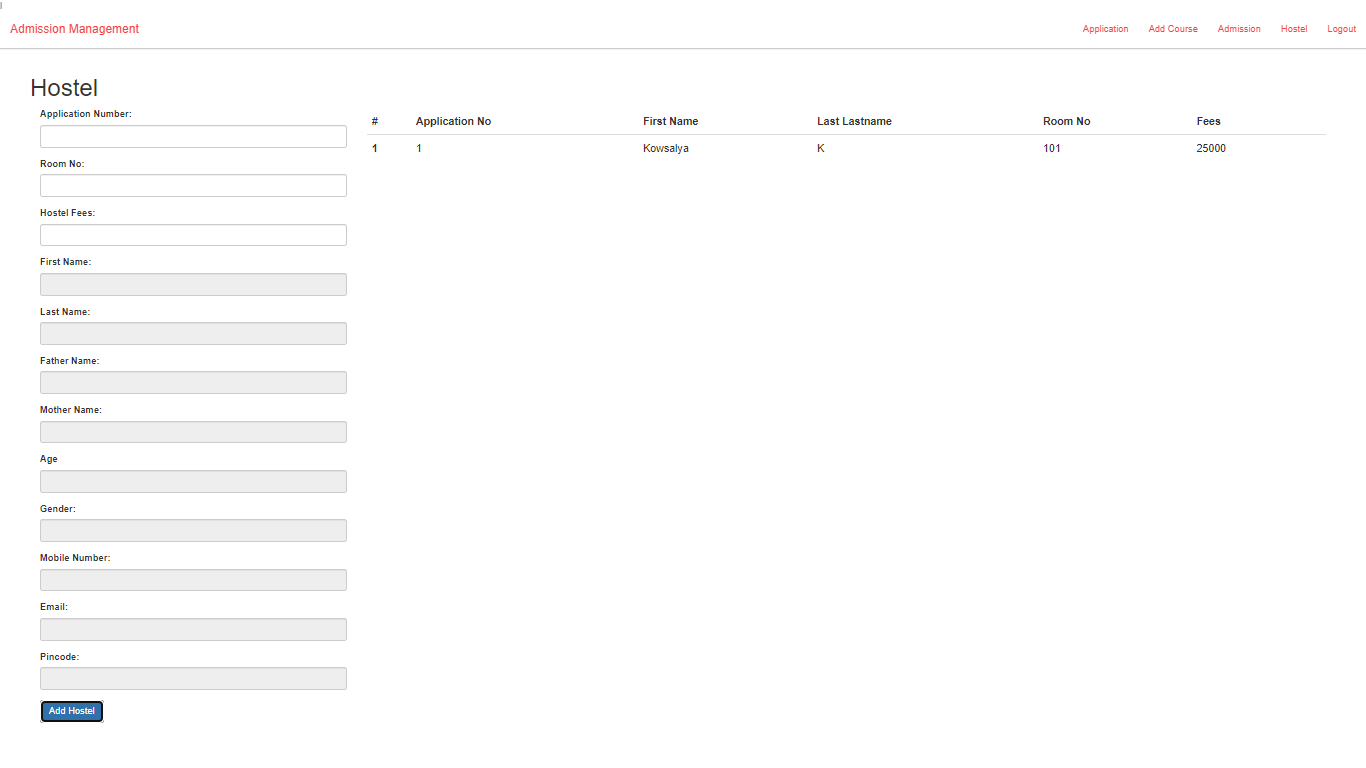 Admission Management
Application Add Course Admission Hostel Logout
Hostel
Application Number:
Room No:
Hostel Fees:
First Name:
Last Name:
Father Name:
Mother Name:
Age
Gender:
Mobile Number:
Email:
Pincode:
Add Hostel
# Application No First Name Last Lastname Room No Fees
1 1 Kowsalya K 101 25000